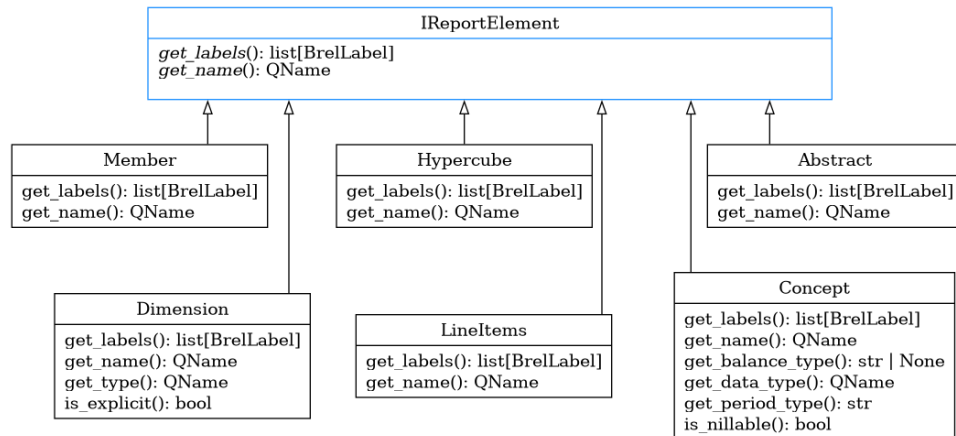 IReportElement
get_labels(): list[BrelLabel]
get_name(): QName
Member
get_labels(): list[BrelLabel]
get_name(): QName
Hypercube
get_labels(): list[BrelLabel]
get_name(): QName
Abstract
get_labels(): list[BrelLabel]
get_name(): QName
Dimension
get_labels(): list[BrelLabel]
get_name(): QName
get_type(): QName
is_explicit(): bool
LineItems
get_labels(): list[BrelLabel]
get_name(): QName
Concept
get_labels(): list[BrelLabel]
get_name(): QName
get_balance_type(): str | None
get_data_type(): QName
get_period_type(): str
is_nillable(): bool